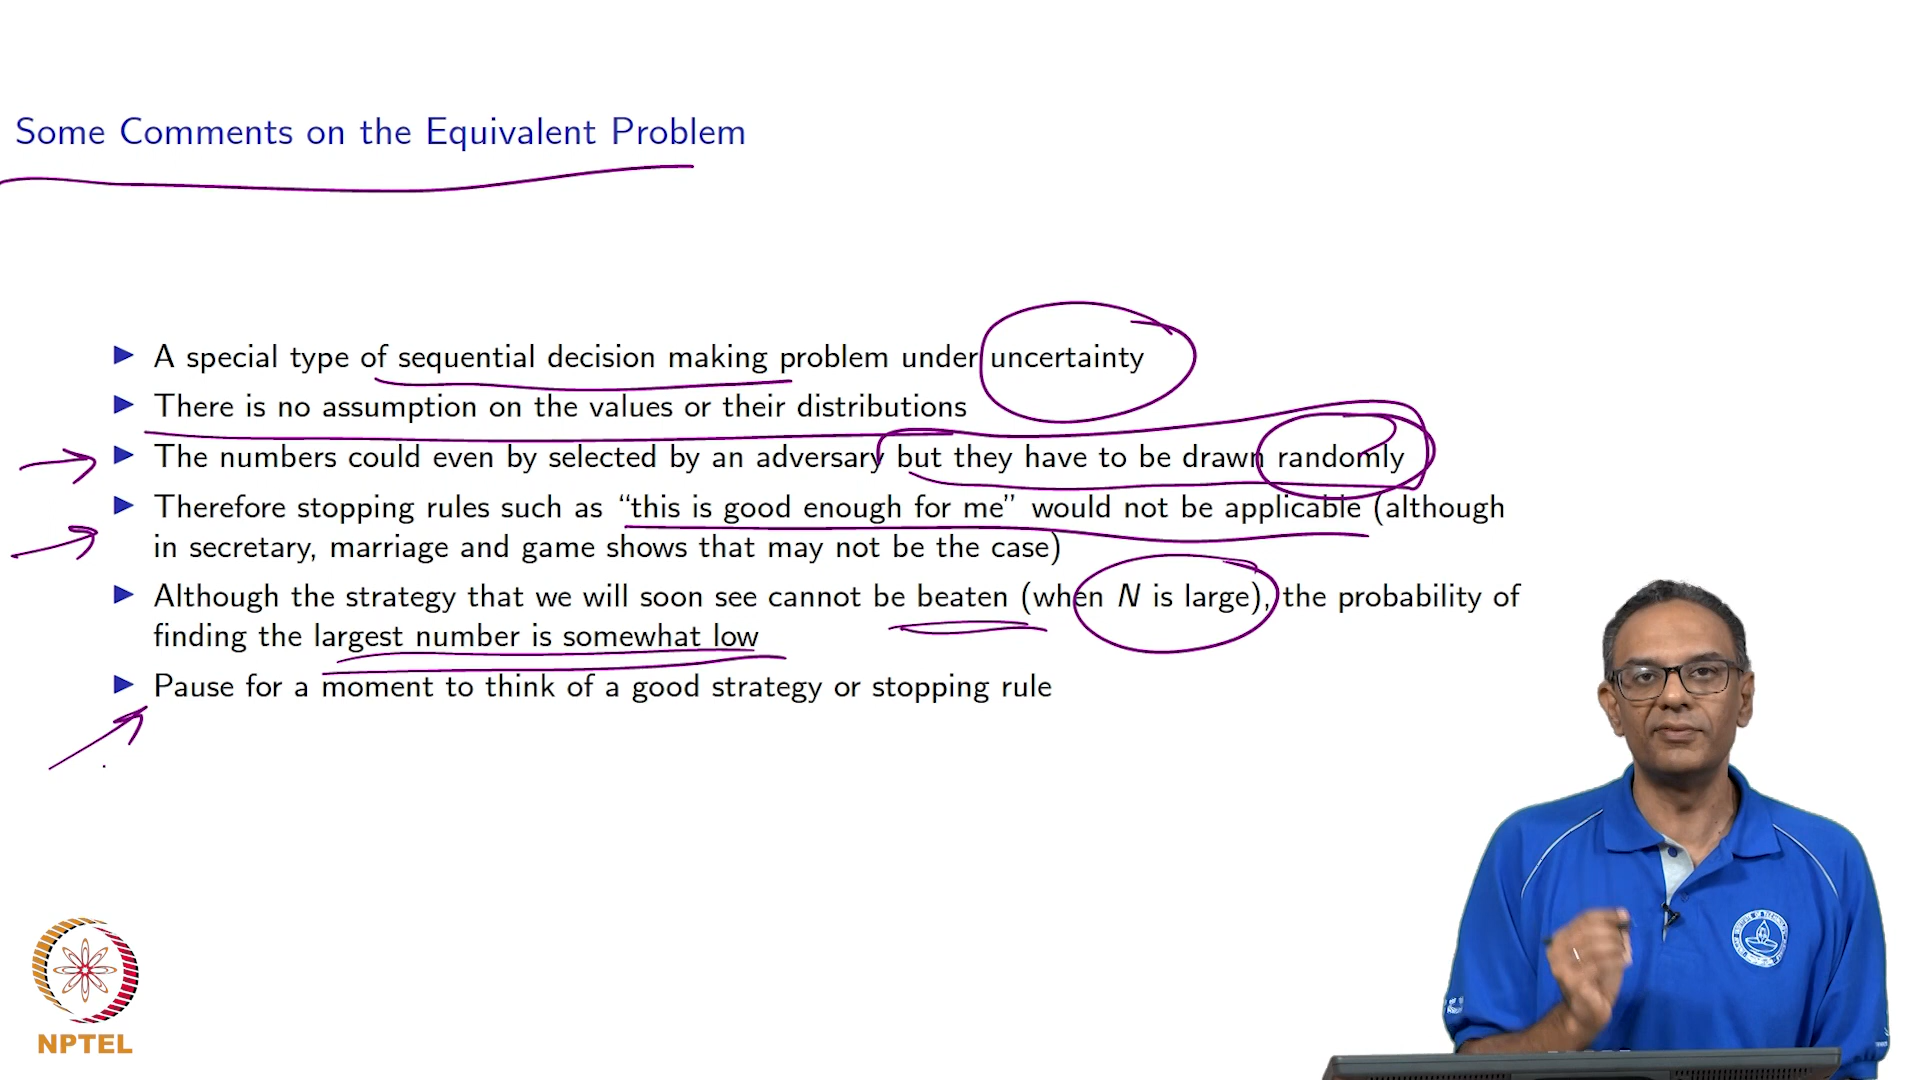 Some Comments on the Equivalent Problem
▶ A special type of sequential decision making problem under uncertainty
▶ There is no assumption on the values or their distributions
▶ The numbers could even by selected by an adversary but they have to be drawn randomly
▶ Therefore stopping rules such as “this is good enough for me” would not be applicable (although
in secretary, marriage and game shows that may not be the case)
▶ Although the strategy that we will soon see cannot be beaten (when N is large), the probability of
finding the largest number is somewhat low
▶ Pause for a moment to think of a good strategy or stopping rule
NPTEL